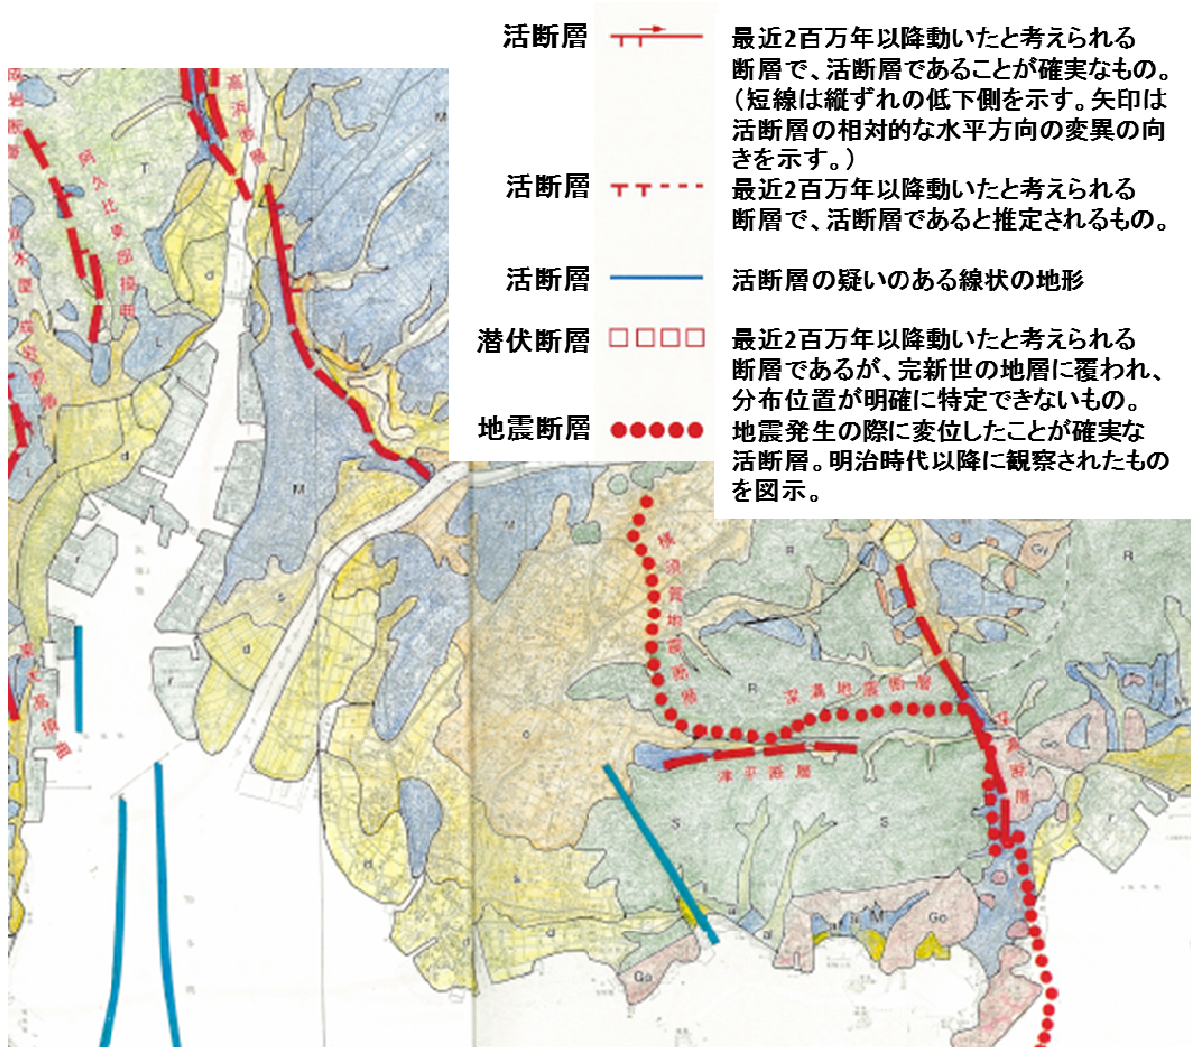 活断層
最近2百万年以降動いたと考えられる
断層で、活断層であることが確実なもの。
（短線は縦ずれの低下側を示す。矢印は
活断層の相対的な水平方向の変異の向
きを示す。）
活断層
最近2百万年以降動いたと考えられる
断層で、活断層であると推定されるもの。
活断層
活断層の疑いのある線状の地形
潜伏断層
最近2百万年以降動いたと考えられる
断層であるが、完新世の地層に覆われ、
分布位置が明確に特定できないもの。
地震断層
地震発生の際に変位したことが確実な
活断層。明治時代以降に観察されたもの
を図示。
高浜断層
阿久比東部撓曲
横須賀地震断層
深溝地震断層
津平断層
T
M
L
L
d
d
M
M
s
d
r
r
R
R
R
Gr
Go
S
S
r
d
d
d
al
al
M
Go
Go